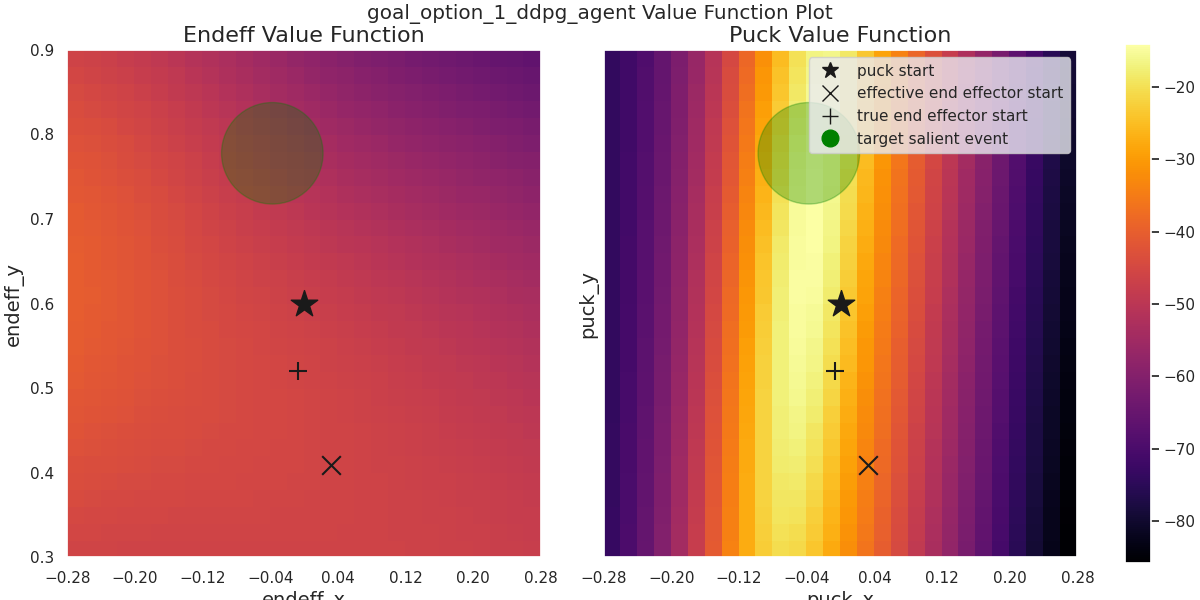 goal_option_1_ddpg_agent Value Function Plot
Endeff Value Function
Puck Value Function
0.9
0.8
0.7
0.6
0.5
0.4
0.3
endeff_y
−0.28 −0.20 −0.12 −0.04 0.04 0.12 0.20 0.28
endeff_x
puck_y
puck start
effective end effector start
true end effector start
target salient event
−0.28 −0.20 −0.12 −0.04 0.04 0.12 0.20 0.28
puck_x
−20
−30
−40
−50
−60
−70
−80